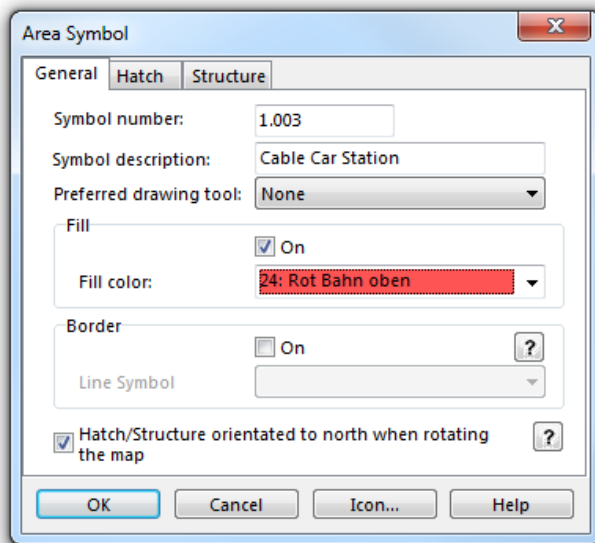 Area Symbol
General
Hatch
Structure
Symbol number:
1.003
Symbol description:
Cable Car Station
Preferred drawing tool:
None
Fill
On
Fill color:
24: Rot Bahn oben
Border
On
?
Line Symbol
Hatch/Structure orientated to north when rotating
the map
?
OK
Cancel
Icon...
Help